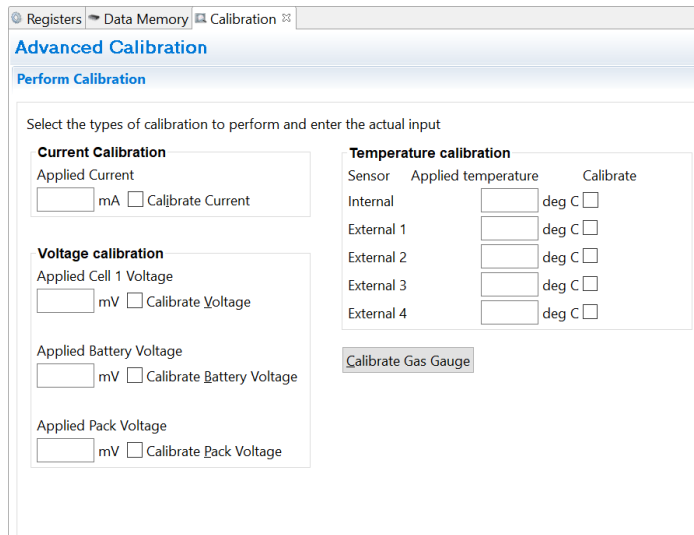 Registers Data Memory Calibration
Advanced Calibration
Perform Calibration
Select the types of calibration to perform and enter the actual input
Current Calibration
Applied Current
mA Calibrate Current
Voltage calibration
Applied Cell 1 Voltage
mV Calibrate Voltage
Applied Battery Voltage
mV Calibrate Battery Voltage
Applied Pack Voltage
mV Calibrate Pack Voltage
Temperature calibration
Sensor Applied temperature Calibrate
Internal deg C
External 1 deg C
External 2 deg C
External 3 deg C
External 4 deg C
Calibrate Gas Gauge